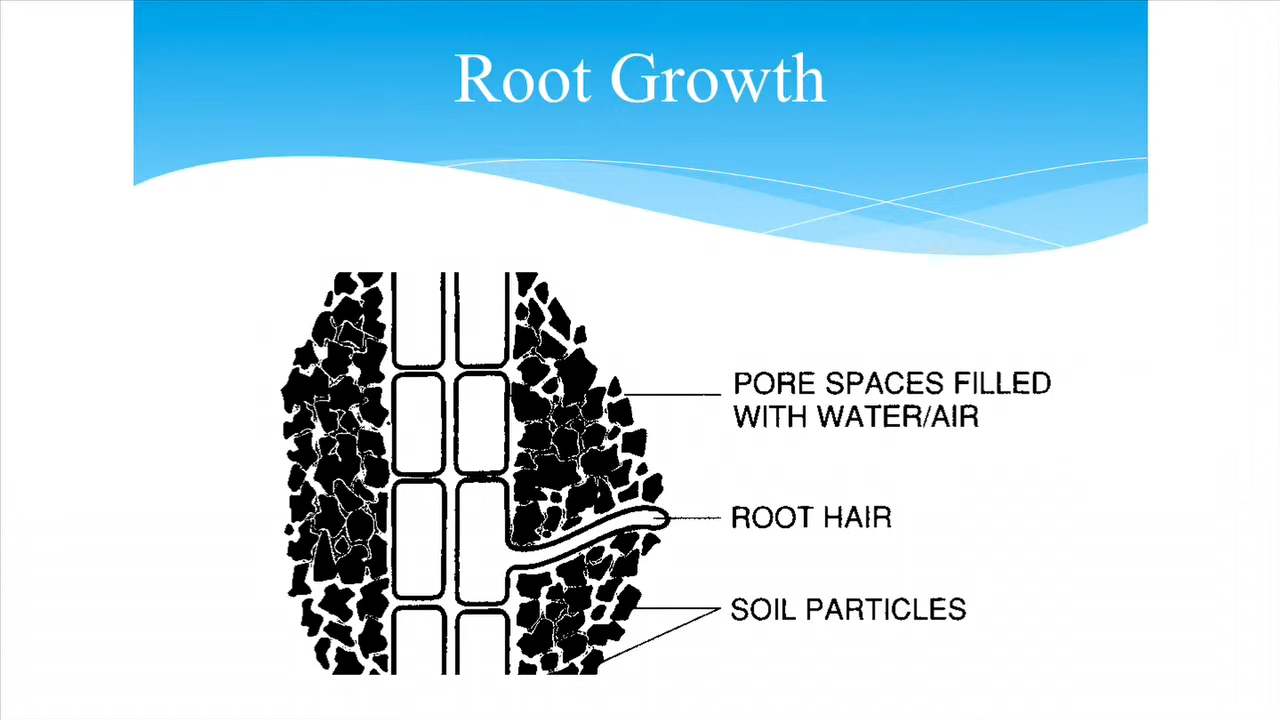 Root Growth
PORE SPACES FILLED
WITH WATER/AIR
ROOT HAIR
SOIL PARTICLES